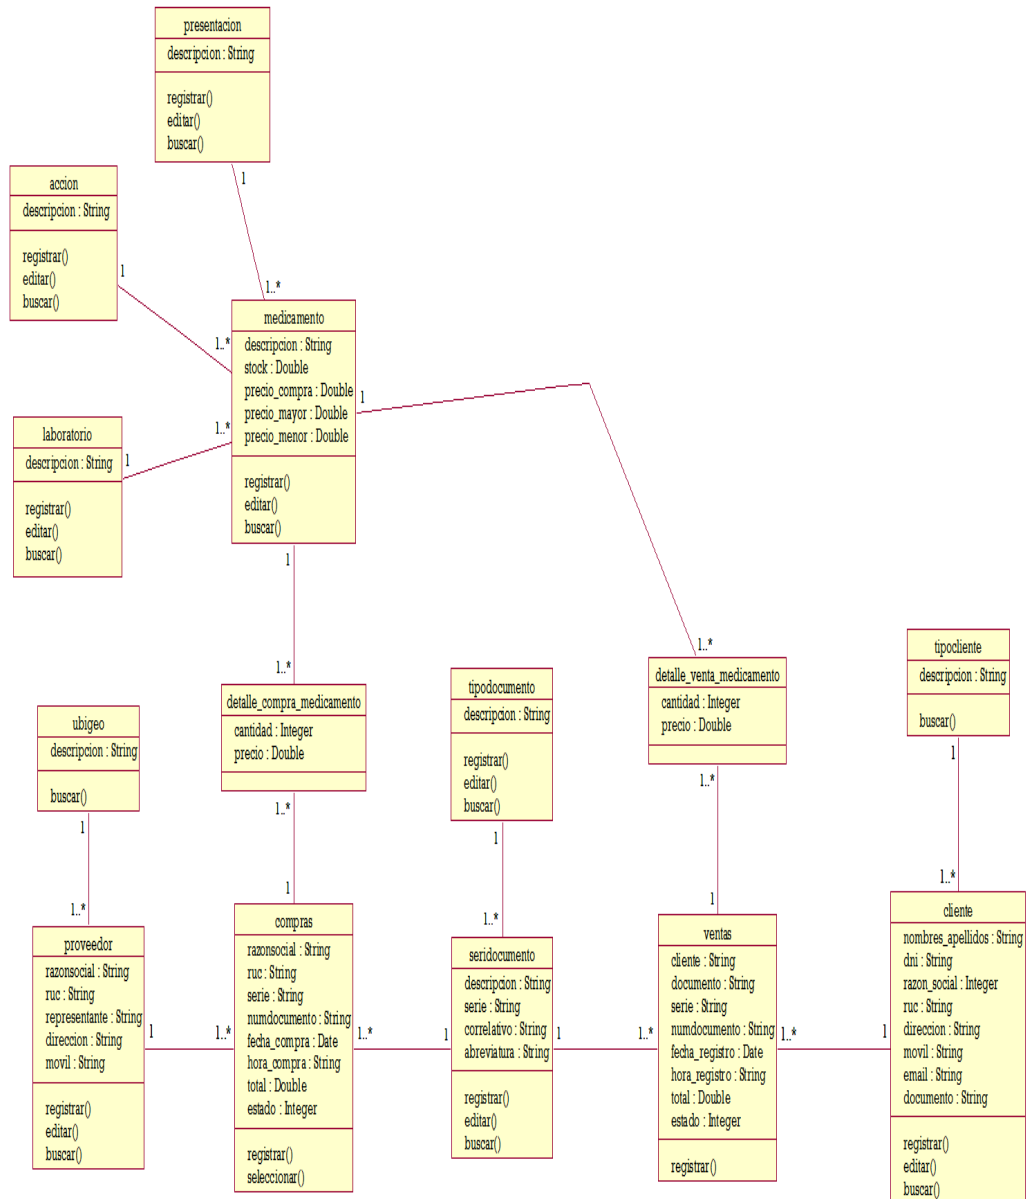 presentacion
descripcion : String
registrar()
editar()
buscar()
1
accion
descripcion : String
registrar()
editar()
buscar()
1
1..*
1..*
medicamento
descripcion : String
stock : Double
precio_compra : Double
precio_mayor : Double
precio_menor : Double
registrar()
editar()
buscar()
1
1..*
laboratorio
descripcion : String
registrar()
editar()
buscar()
1
1
1..*
detalle_compra_medicamento
cantidad : Integer
precio : Double
1..*
1
tipodocumento
descripcion : String
registrar()
editar()
buscar()
1
1..*
1..*
detalle_venta_medicamento
cantidad : Integer
precio : Double
1..*
1
tipocliente
descripcion : String
buscar()
1
1..*
ubigeo
descripcion : String
buscar()
1
1..*
proveedor
razonsocial : String
ruc : String
representante : String
direccion : String
movil : String
registrar()
editar()
buscar()
1
1..*
compras
razonsocial : String
ruc : String
serie : String
numdocumento : String
fecha_compra : Date
hora_compra : String
total : Double
estado : Integer
registrar()
seleccionar()
1..*
1
seridocumento
descripcion : String
serie : String
correlativo : String
abreviatura : String
registrar()
editar()
buscar()
1
1..*
ventas
cliente : String
documento : String
serie : String
numdocumento : String
fecha_registro : Date
hora_registro : String
total : Double
estado : Integer
registrar()
1..*
1
cliente
nombres_apellidos : String
dni : String
razon_social : Integer
ruc : String
direccion : String
movil : String
email : String
documento : String
registrar()
editar()
buscar()